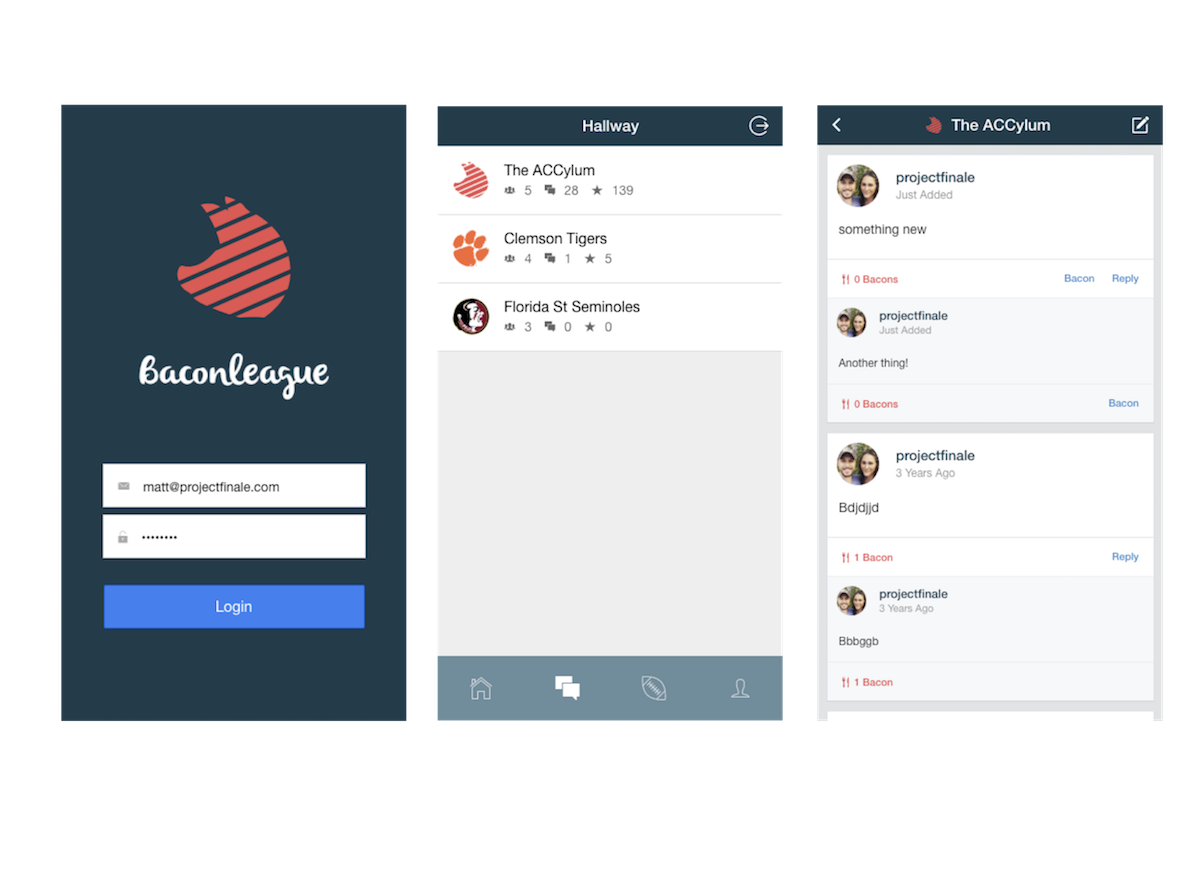 Baconleague
matt@projectfinale.com
••••••••
Login
Hallway
The ACCylum
5 28 139
Clemson Tigers
4 1 5
Florida St Seminoles
3 0 0
The ACCylum
projectfinale
Just Added
something new
0 Bacons Bacon Reply
projectfinale
Just Added
Another thing!
0 Bacons Bacon
projectfinale
3 Years Ago
Bdjdjjd
1 Bacon Reply
projectfinale
3 Years Ago
Bbbggb
1 Bacon